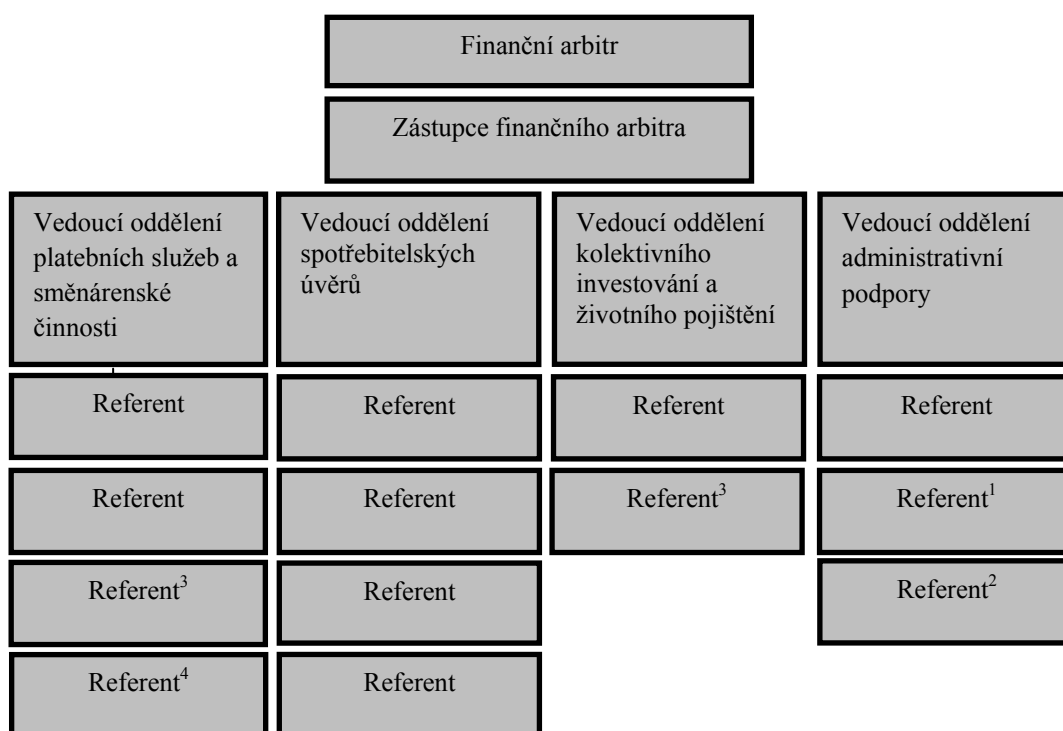 Finanční arbitr
Zástupce finančního arbitra
Vedoucí oddělení
platebních služeb a
směnárenské
činnosti
Vedoucí oddělení
spotřebitelských
úvěrů
Vedoucí oddělení
kolektivního
investování a
životního pojištění
Vedoucí oddělení
administrativní
podpory
Referent
Referent
Referent
Referent
Referent
Referent
Referent³
Referent¹
Referent³
Referent
Referent²
Referent⁴
Referent